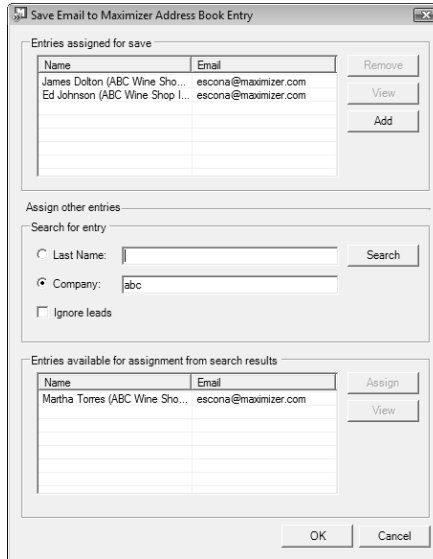 Save Email to Maximizer Address Book Entry
Entries assigned for save
Name Email
James Dolton (ABC Wine Sho... escona@maximizer.com
Ed Johnson (ABC Wine Shop I... escona@maximizer.com
Remove
View
Add
Assign other entries
Search for entry
Last Name:
Search
Company: abc
Ignore leads
Entries available for assignment from search results
Name Email
Martha Torres (ABC Wine Sho... escona@maximizer.com
Assign
View
OK Cancel